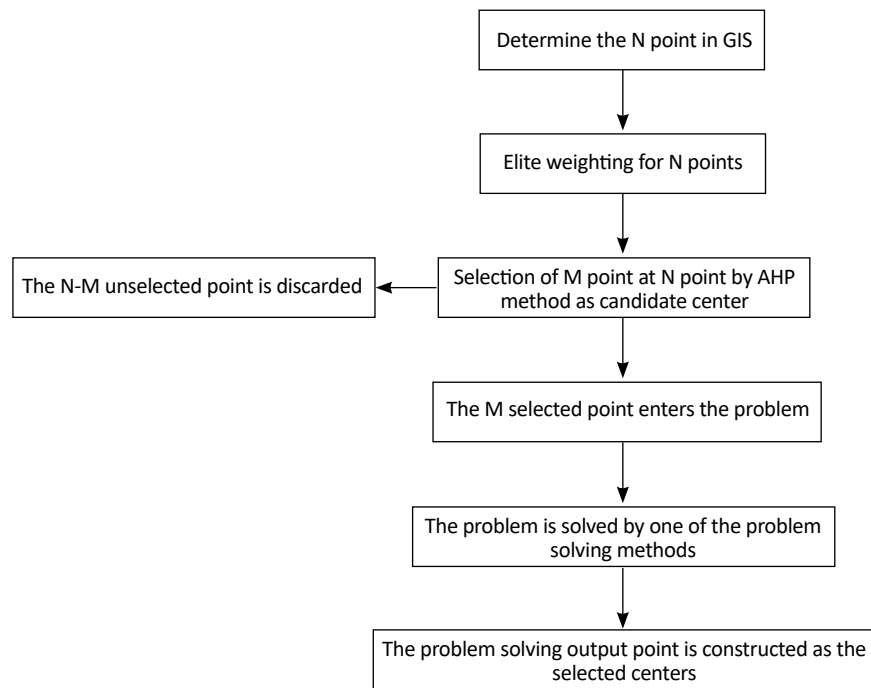 Determine the N point in GIS
Elite weighting for N points
The N-M unselected point is discarded
Selection of M point at N point by AHP
method as candidate center
The M selected point enters the problem
The problem is solved by one of the problem
solving methods
The problem solving output point is constructed as the
selected centers